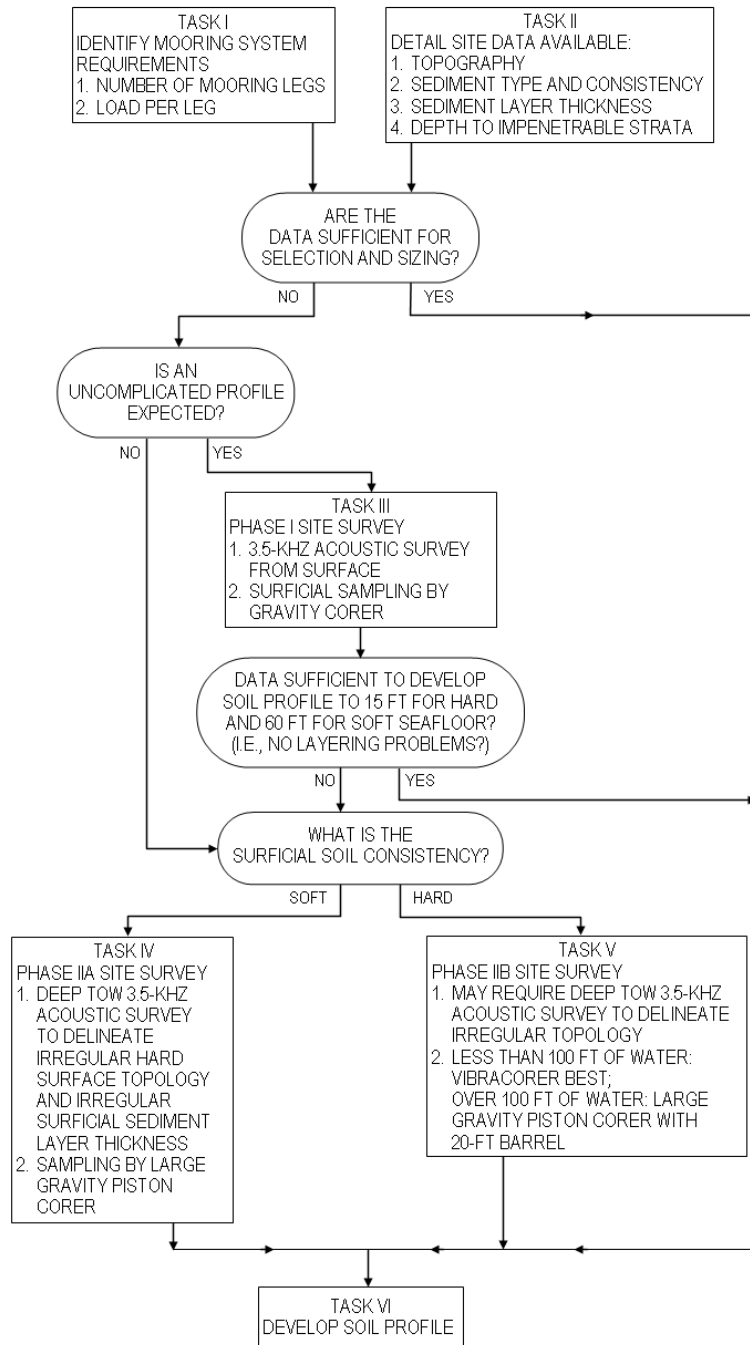 TASK I
IDENTIFY MOORING SYSTEM
REQUIREMENTS
1. NUMBER OF MOORING LEGS
2. LOAD PER LEG
TASK II
DETAIL SITE DATA AVAILABLE:
1. TOPOGRAPHY
2. SEDIMENT TYPE AND CONSISTENCY
3. SEDIMENT LAYER THICKNESS
4. DEPTH TO IMPENETRABLE STRATA
ARE THE
DATA SUFFICIENT FOR
SELECTION AND SIZING?
NO
YES
IS AN
UNCOMPLICATED PROFILE
EXPECTED?
NO
YES
TASK III
PHASE I SITE SURVEY
1. 3.5-KHZ ACOUSTIC SURVEY
FROM SURFACE
2. SURFICIAL SAMPLING BY
GRAVITY CORER
DATA SUFFICIENT TO DEVELOP
SOIL PROFILE TO 15 FT FOR HARD
AND 60 FT FOR SOFT SEAFLOOR?
(I.E., NO LAYERING PROBLEMS?)
NO
YES
WHAT IS THE
SURFICIAL SOIL CONSISTENCY?
SOFT
HARD
TASK IV
PHASE IIA SITE SURVEY
1. DEEP TOW 3.5-KHZ
ACOUSTIC SURVEY
TO DELINEATE
IRREGULAR HARD
SURFACE TOPOLOGY
AND IRREGULAR
SURFICIAL SEDIMENT
LAYER THICKNESS
2. SAMPLING BY LARGE
GRAVITY PISTON
CORER
TASK V
PHASE IIB SITE SURVEY
1. MAY REQUIRE DEEP TOW 3.5-KHZ
ACOUSTIC SURVEY TO DELINEATE
IRREGULAR TOPOLOGY
2. LESS THAN 100 FT OF WATER:
VIBRACORER BEST;
OVER 100 FT OF WATER: LARGE
GRAVITY PISTON CORER WITH
20-FT BARREL
TASK VI
DEVELOP SOIL PROFILE